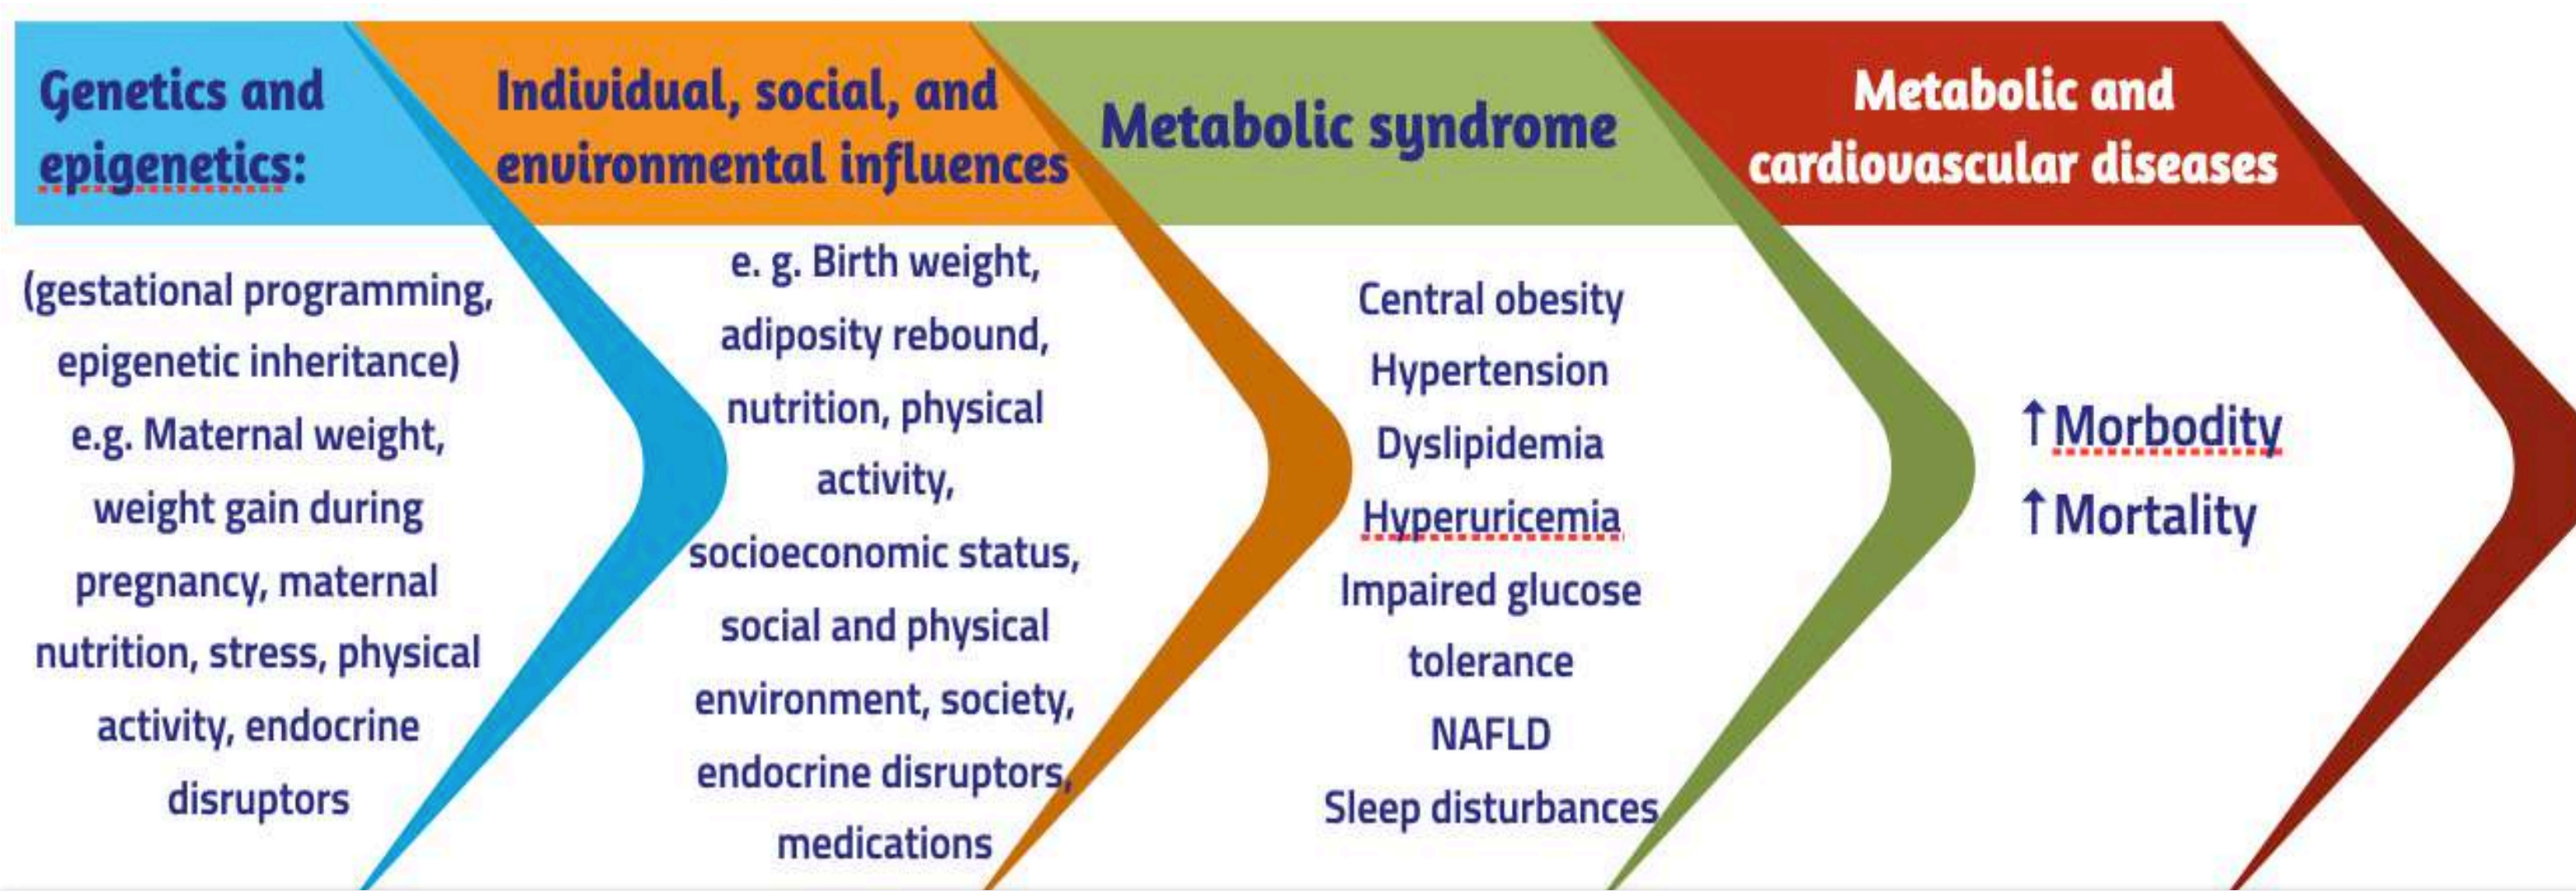 Genetics and
epigenetics:
(gestational programming,
epigenetic inheritance)
e.g. Maternal weight,
weight gain during
pregnancy, maternal
nutrition, stress, physical
activity, endocrine
disruptors
Individual, social, and
environmental influences
e. g. Birth weight,
adiposity rebound,
nutrition, physical
activity,
socioeconomic status,
social and physical
environment, society,
endocrine disruptors,
medications
Metabolic syndrome
Central obesity
Hypertension
Dyslipidemia
Hyperuricemia
Impaired glucose
tolerance
NAFLD
Sleep disturbances
Metabolic and
cardiovascular diseases
↑Morbodity
↑Mortality